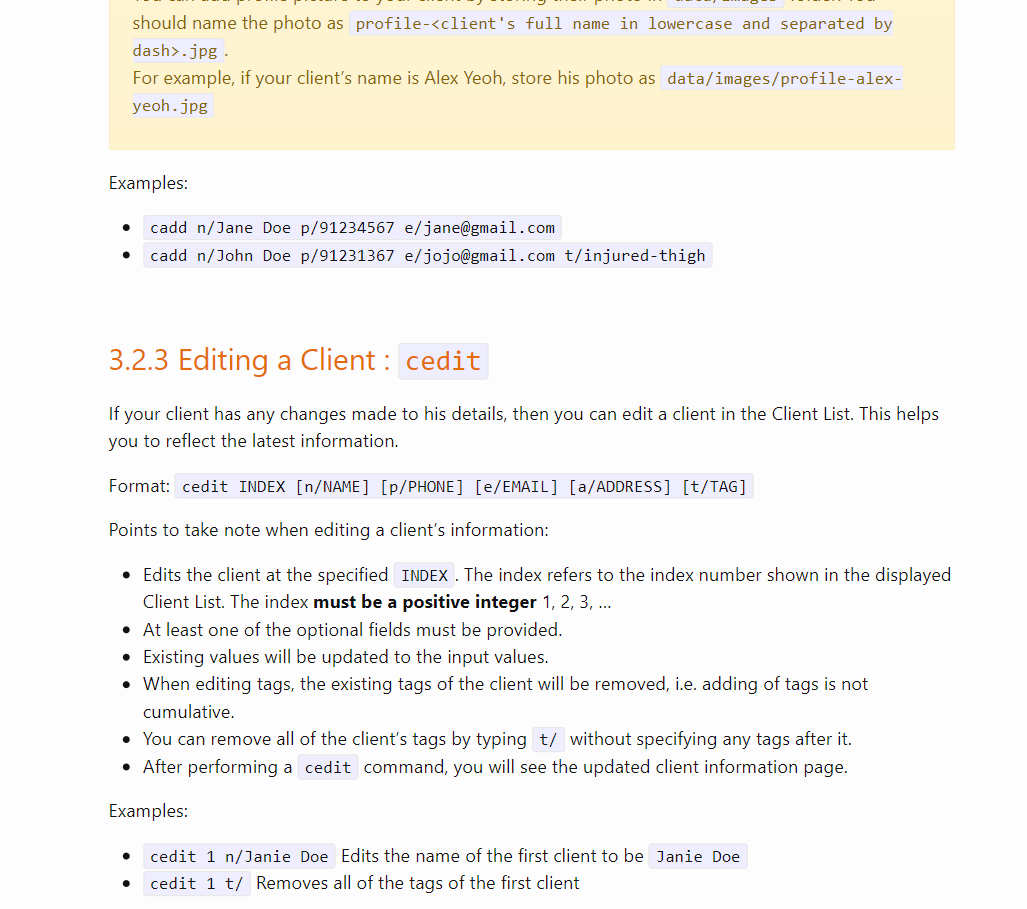 should name the photo as profile-<client's full name in lowercase and separated by
dash>.jpg .
For example, if your client’s name is Alex Yeoh, store his photo as data/images/profile-alex-
yeoh.jpg
Examples:
• cadd n/Jane Doe p/91234567 e/jane@gmail.com
• cadd n/John Doe p/91231367 e/jojo@gmail.com t/injured-thigh
3.2.3 Editing a Client : cedit
If your client has any changes made to his details, then you can edit a client in the Client List. This helps
you to reflect the latest information.
Format: cedit INDEX [n/NAME] [p/PHONE] [e/EMAIL] [a/ADDRESS] [t/TAG]
Points to take note when editing a client’s information:
• Edits the client at the specified INDEX . The index refers to the index number shown in the displayed
Client List. The index must be a positive integer 1, 2, 3, …
• At least one of the optional fields must be provided.
• Existing values will be updated to the input values.
• When editing tags, the existing tags of the client will be removed, i.e. adding of tags is not
cumulative.
• You can remove all of the client’s tags by typing t/ without specifying any tags after it.
• After performing a cedit command, you will see the updated client information page.
Examples:
• cedit 1 n/Janie Doe Edits the name of the first client to be Janie Doe
• cedit 1 t/ Removes all of the tags of the first client